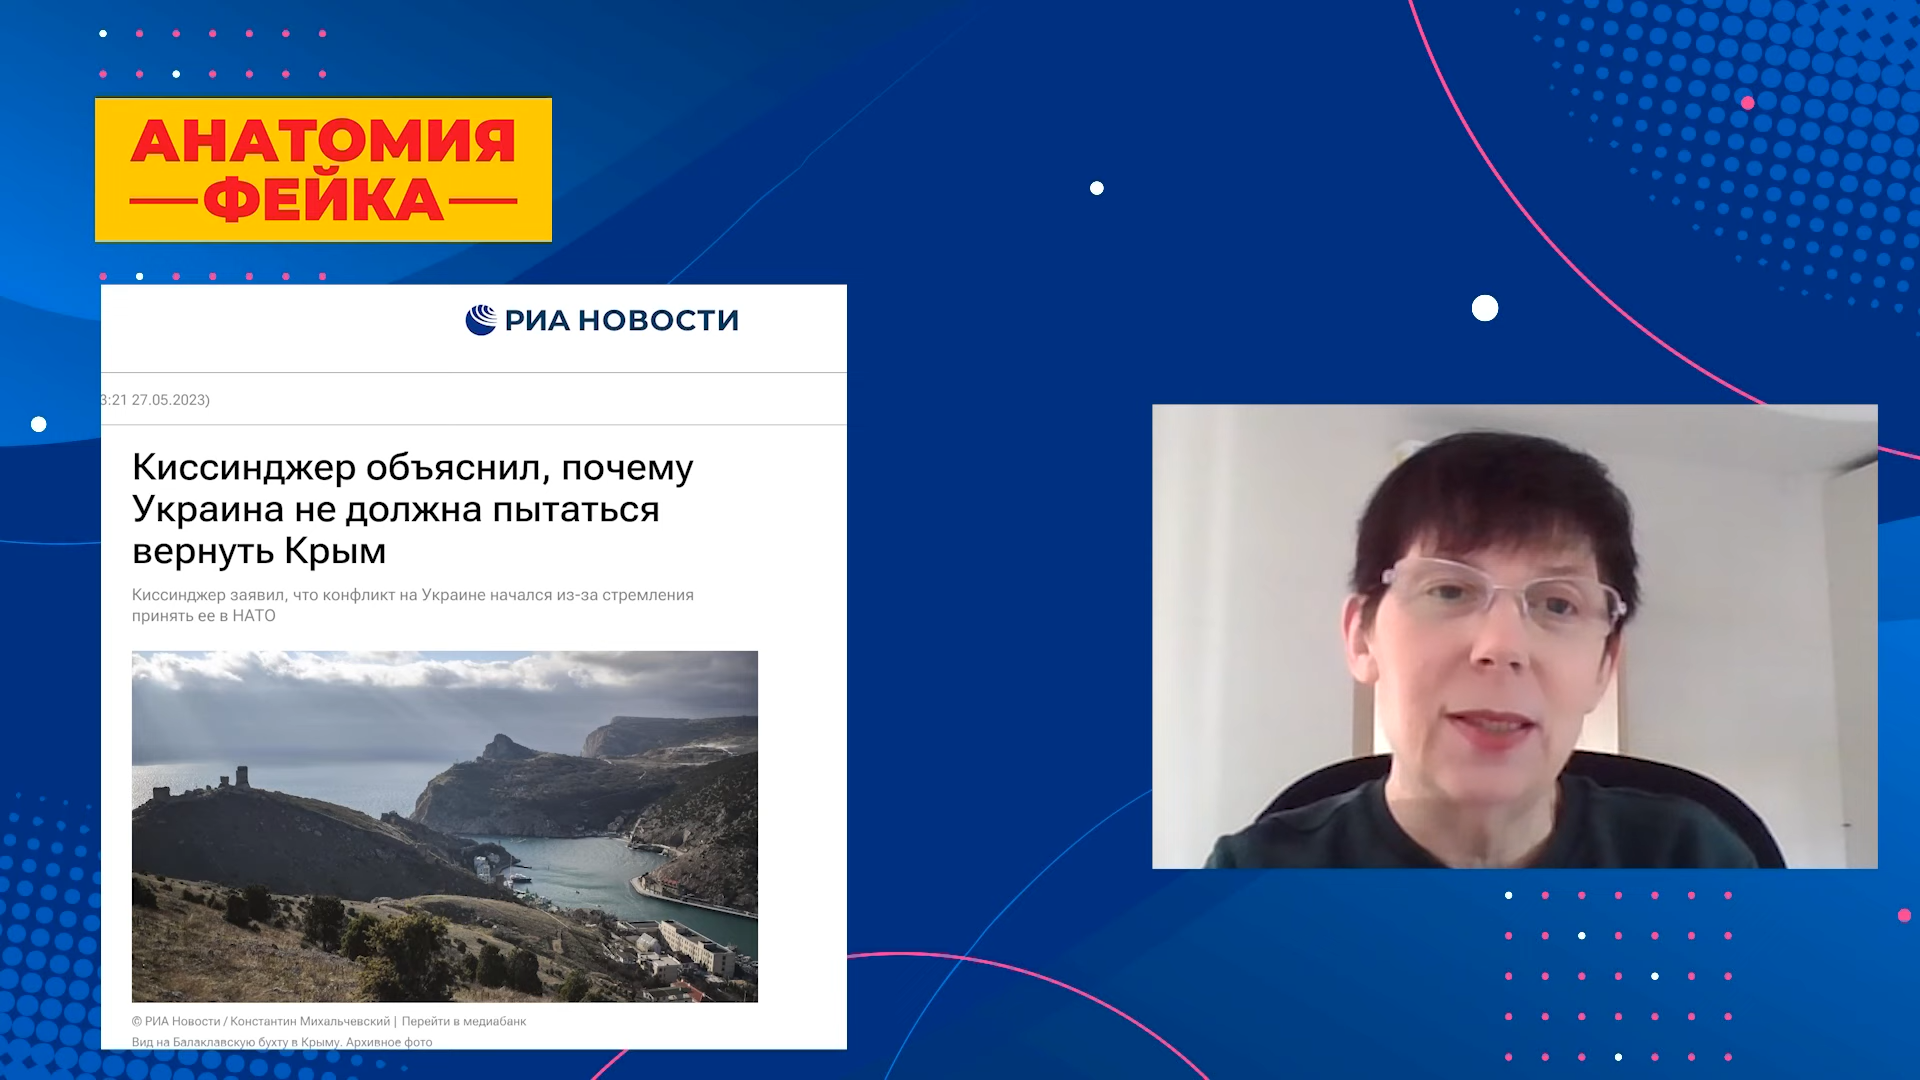 АНАТОМИЯ
ФЕЙКА
РИА НОВОСТИ
3:21 27.05.2023)
Киссинджер объяснил, почему
Украина не должна пытаться
вернуть Крым
Киссинджер заявил, что конфликт на Украине начался из-за стремления
принять ее в НАТО
© РИА Новости / Константин Михальчевский | Перейти в медиабанк
Вид на Балаклавскую бухту в Крыму. Архивное фото